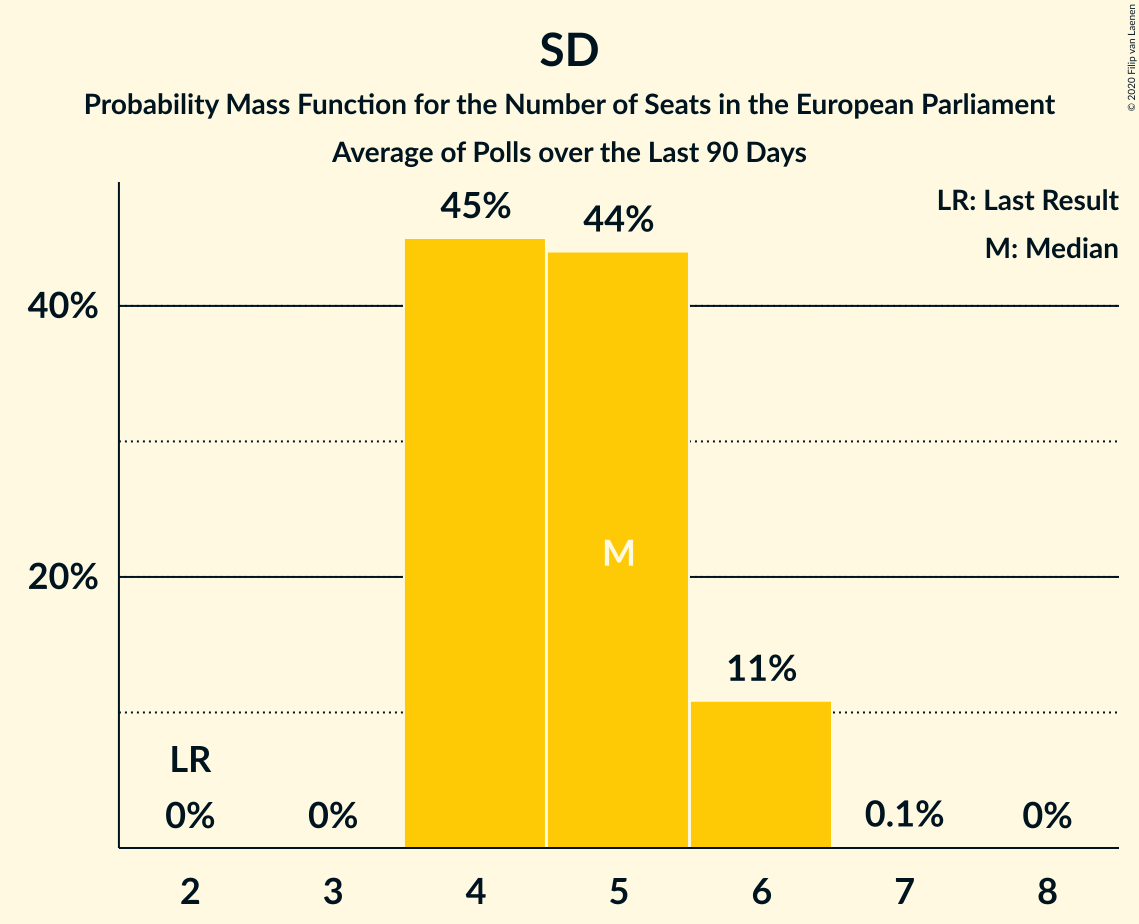 SD
Probability Mass Function for the Number of Seats in the European Parliament
Average of Polls over the Last 90 Days
© 2020 Filip van Laenen
LR: Last Result
M: Median
45%
44%
40%
M
20%
11%
LR
0%
0%
0.1%
0%
2
3
4
5
6
7
8